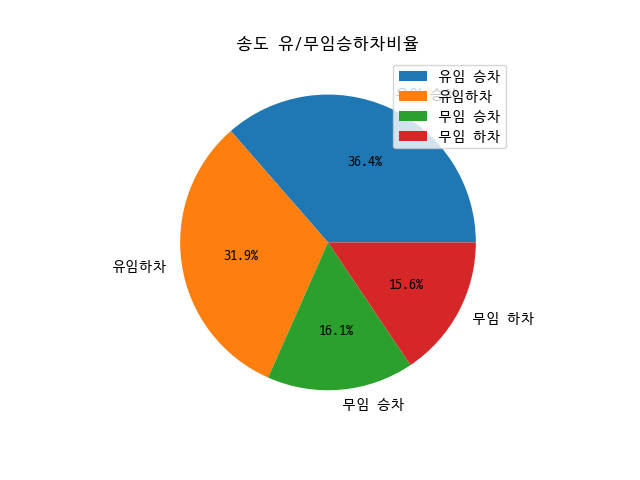 송도 유/무임승하차비율
유임 승차
유임하차
무임 승차
무임 하차
36.4%
31.9%
유임하차
15.6%
16.1%
무임 하차
무임 승차